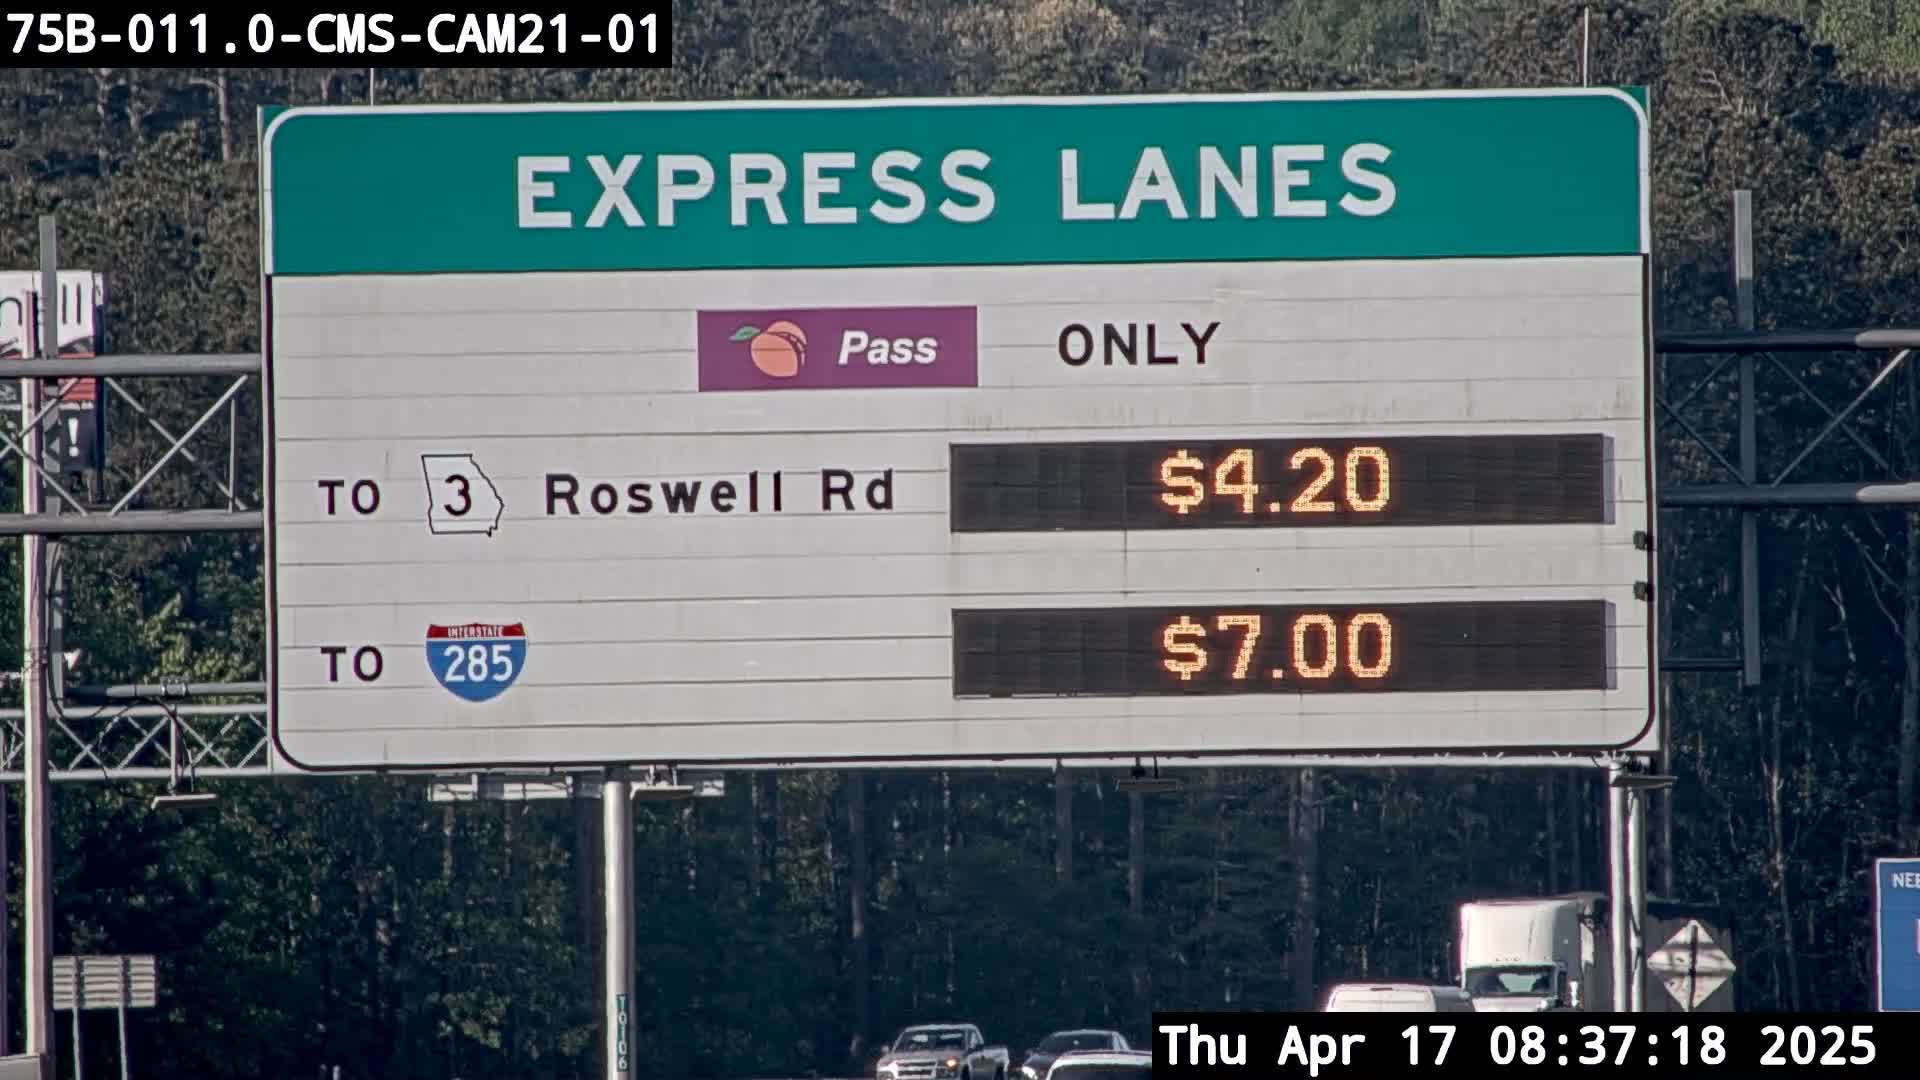 75B-011.0-CMS-CAM21-01
EXPRESS LANES
Pass ONLY
TO 3 Roswell Rd $4.20
TO INTERSTATE 285 $7.00
!
NEE
Thu Apr 17 08:37:18 2025